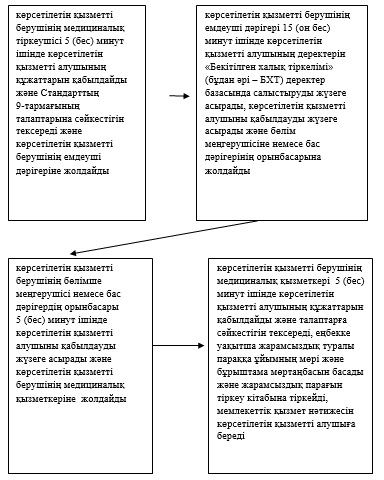 көрсетілетін қызметті
берушінің медициналық
тіркеушісі 5 (бес) минут
ішінде көрсетілетін
қызметті алушының
құжаттарын қабылдайды
және Стандарттың
9-тармағының
талаптарына сәйкестігін
тексереді және
көрсетілетін қызметті
берушінің емдеуші
дәрігеріне жолдайды
көрсетілетін қызметті берушінің
емдеуші дәрігері 15 (он бес)
минут ішінде көрсетілетін
қызметті алушының деректерін
«Бекітілген халық тіркелімі»
(бұдан әрі – БХТ) деректер
базасында салыстыруды жүзеге
асырады, көрсетілетін қызметті
алушыны қабылдауды жүзеге
асырады және бөлім
меңгерушісіне немесе бас
дәрігерінің орынбасарына
жолдайды
көрсетілетін қызметті
берушінің бөлімше
меңгерушісі немесе бас
дәрігердің орынбасары
5 (бес) минут ішінде
көрсетілетін қызметті
алушыны қабылдауды
жүзеге асырады және
көрсетілетін қызметті
берушінің медициналық
қызметкеріне жолдайды
көрсетілетін қызметті берушінің
медициналық қызметкері 5 (бес)
минут ішінде көрсетілетін
қызметті алушының құжаттарын
қабылдайды және талаптарға
сәйкестігін тексереді, еңбекке
уақытша жарамсыздық туралы
параққа ұйымның мөрі және
бұрыштама мөртаңбасын басады
және жарамсыздық парағын
тіркеу кітабына тіркейді,
мемлекеттік қызмет нәтижесін
көрсетілетін қызметті алушыға
береді